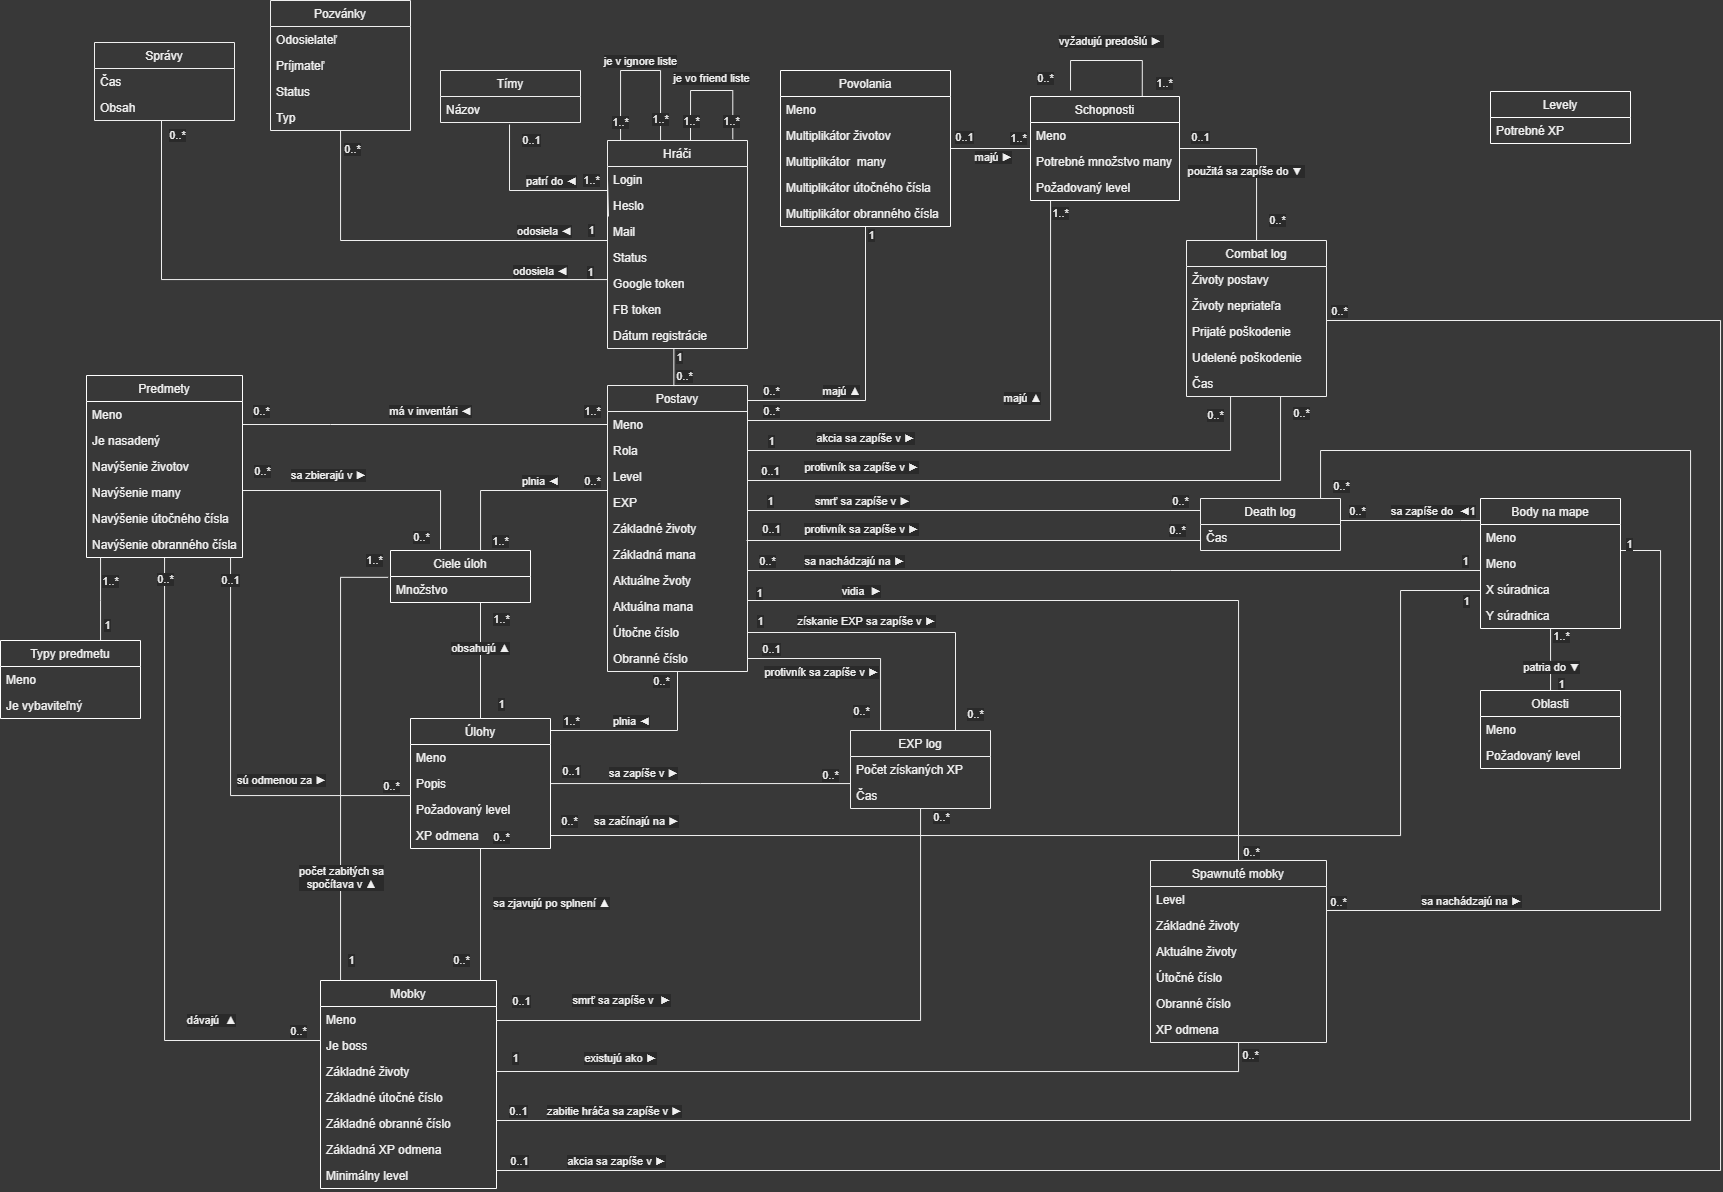 Pozvánky
Odosielateľ
Príjmateľ
Status
Typ
0..*
Správy
Čas
Obsah
0..*
Tímy
Názov
0..1
patrí do ◄
1..*
je v ignore liste
je vo friend liste
1..*
1..*
1..*
1..*
Hráči
Login
Heslo
Mail
Status
Google token
FB token
Dátum registrácie
odosiela ◄
1
odosiela ◄
1
1
0..*
Povolania
Meno
Multiplikátor životov
Multiplikátor  many
Multiplikátor útočného čísla
Multiplikátor obranného čísla
1
0..1
majú ►
1..*
vyžadujú predošlú ►
0..*
1..*
Schopnosti
Meno
Potrebné množstvo many
Požadovaný level
1..*
0..1
použitá sa zapíše do ▼
0..*
Levely
Potrebné XP
Combat log
Životy postavy
Životy nepriateľa
Prijaté poškodenie
Udelené poškodenie
Čas
0..*
0..*
0..*
Predmety
Meno
Je nasadený
Navýšenie životov
Navýšenie many
Navýšenie útočného čísla
Navýšenie obranného čísla
0..*
má v inventári ◄
1..*
0..*
sa zbierajú v ►
0..*
plnia ◄
0..*
1..*
1..*
0..*
0..1
Postavy
Meno
Rola
Level
EXP
Základné životy
Základná mana
Aktuálne žvoty
Aktuálna mana
Útočne číslo
Obranné číslo
0..*
majú ▲
0..*
majú ▲
1
akcia sa zapíše v ►
0..1
protivník sa zapíše v ►
1
smrť sa zapíše v ►
0..*
0..1
protivník sa zapíše v ►
0..*
0..*
sa nachádzajú na ►
1
1
vidia ►
1
získanie EXP sa zapíše v ►
0..1
protivník sa zapíše v ►
0..*
0..*
0..*
Death log
Čas
0..*
sa zapíše do ◄
1
Body na mape
Meno
Meno
X súradnica
Y súradnica
1
1
1..*
patria do ▼
1
Oblasti
Meno
Požadovaný level
1..*
Ciele úloh
Množstvo
1..*
obsahujú ▲
1
1
Typy predmetu
Meno
Je vybaviteľný
0..*
1..*
plnia ◄
Úlohy
Meno
Popis
Požadovaný level
XP odmena
0..*
sú odmenou za ►
0..*
0..1
sa zapíše v ►
0..*
0..*
sa začínajú na ►
EXP log
Počet získaných XP
Čas
0..*
počet zabitých sa
spočítava v ▲
1
sa zjavujú po splnení ▲
0..*
0..*
Spawnuté mobky
Level
Základné životy
Aktuálne životy
Útočné číslo
Obranné číslo
XP odmena
0..*
sa nachádzajú na ►
0..*
dávajú ▲
0..*
Mobky
Meno
Je boss
Základné životy
Základné útočné číslo
Základné obranné číslo
Základná XP odmena
Minimálny level
0..1
smrť sa zapíše v ►
1
existujú ako ►
0..1
zabitie hráča sa zapíše v ►
0..1
akcia sa zapíše v ►